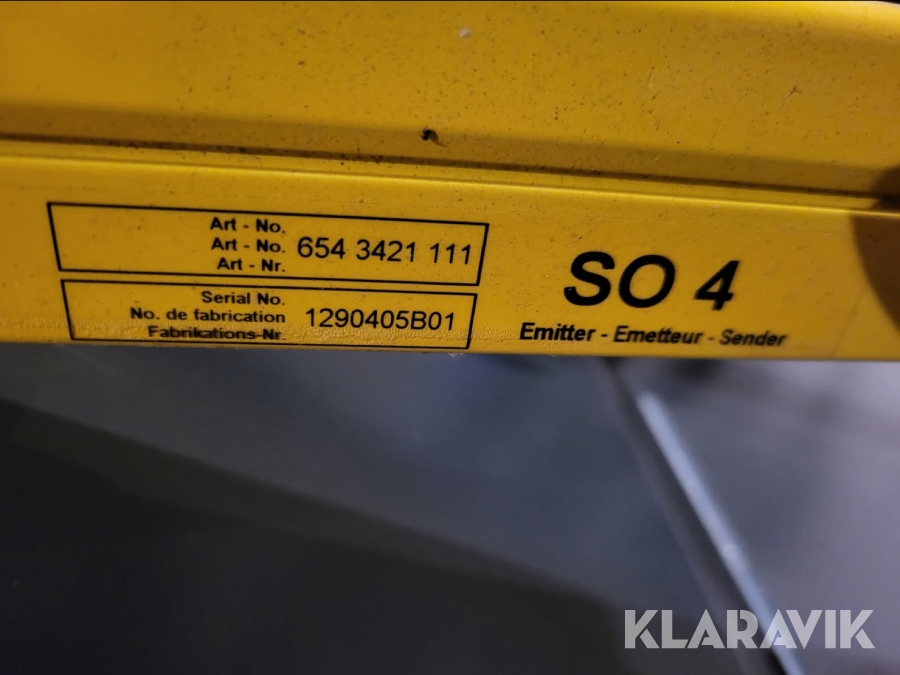 Art - No.
Art - No. 654 3421 111
Art - Nr.
Serial No.
No. de fabrication 1290405B01
Fabrikations-Nr.
SO 4
Emitter - Emetteur - Sender
KLARAVIK